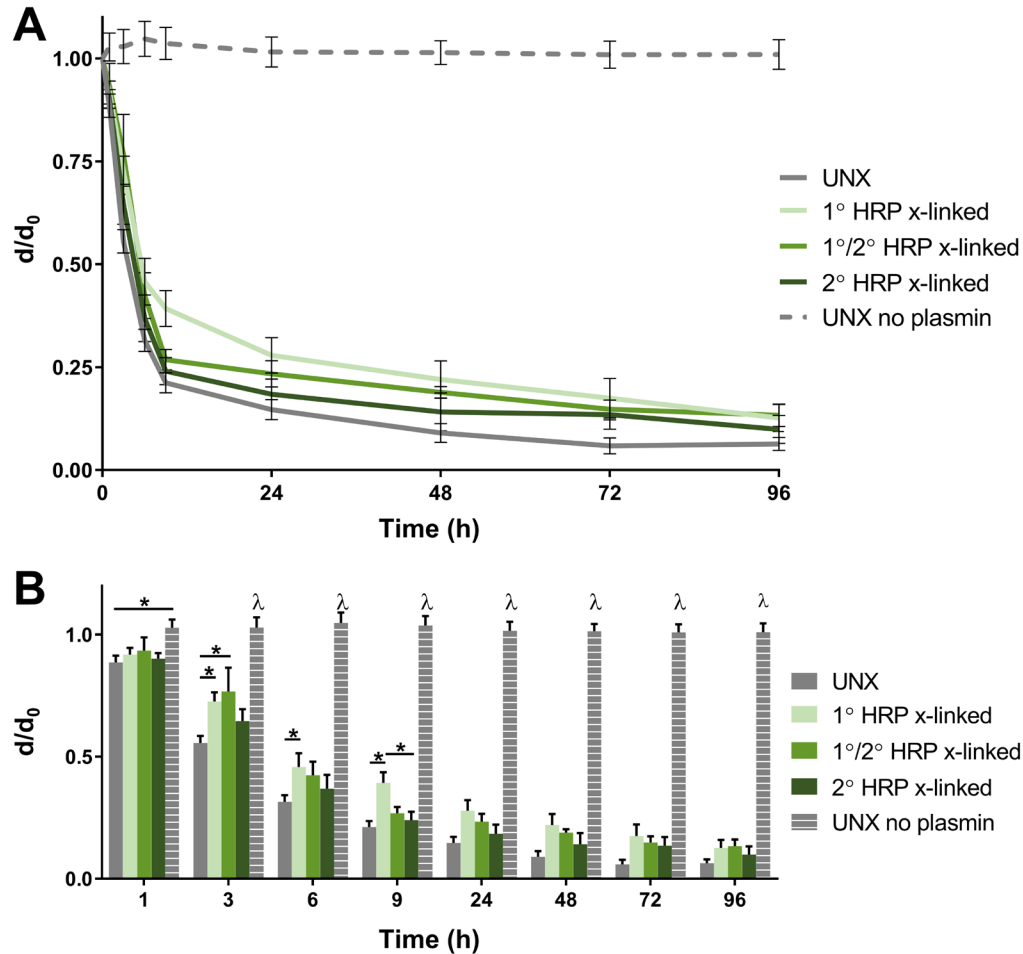 A
d/d0
1.00
0.75
0.50
0.25
0.00
0 24 48 72 96
Time (h)
UNX
1° HRP x-linked
1°/2° HRP x-linked
2° HRP x-linked
UNX no plasmin
B
d/d0
1.0
0.5
0.0
* λ λ λ λ λ λ λ
*
*
*
* *
1 3 6 9 24 48 72 96
Time (h)
UNX
1° HRP x-linked
1°/2° HRP x-linked
2° HRP x-linked
UNX no plasmin